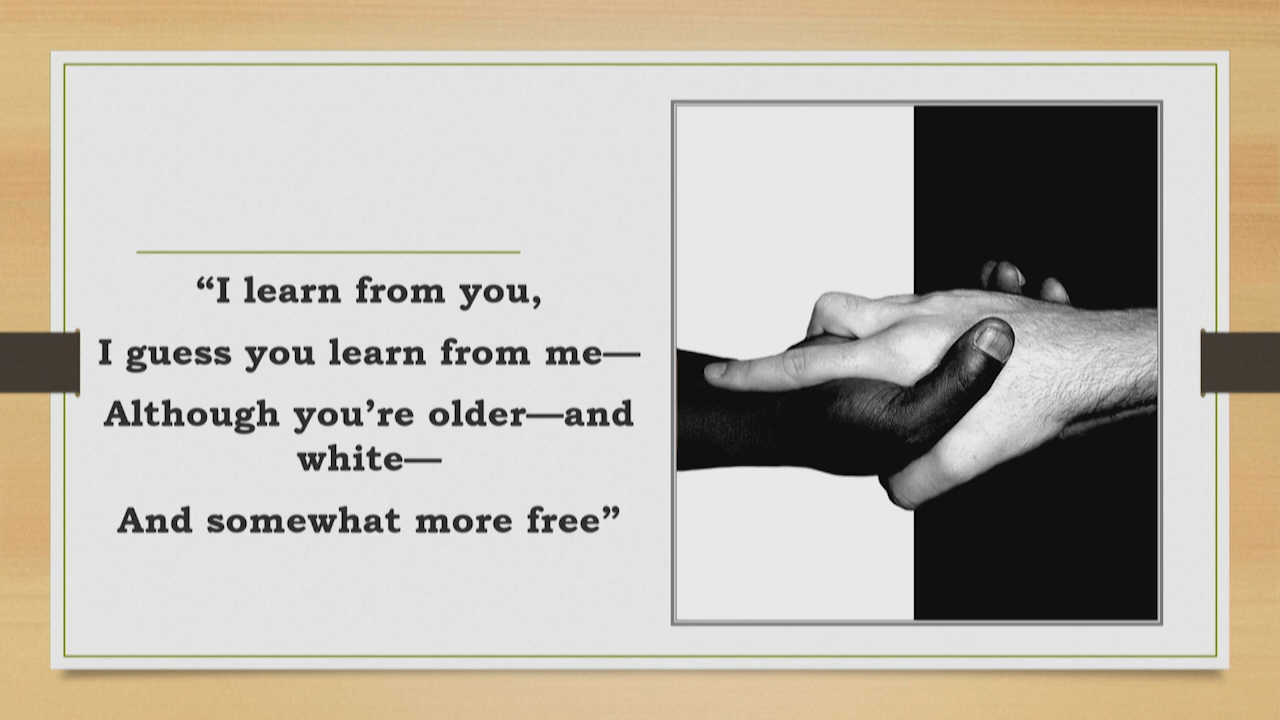 “I learn from you,
I guess you learn from me—
Although you’re older—and
white—
And somewhat more free”